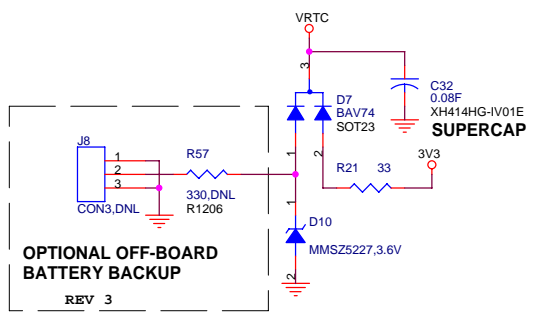 VRTC
3
D7
BAV74
SOT23
C32
0.08F
XH414HG-IV01E
SUPERCAP
1
2
R21 33
3V3
J8
1
2
3
CON3,DNL
R57
330,DNL
R1206
1
D10
MMSZ5227,3.6V
2
OPTIONAL OFF-BOARD
BATTERY BACKUP
REV 3